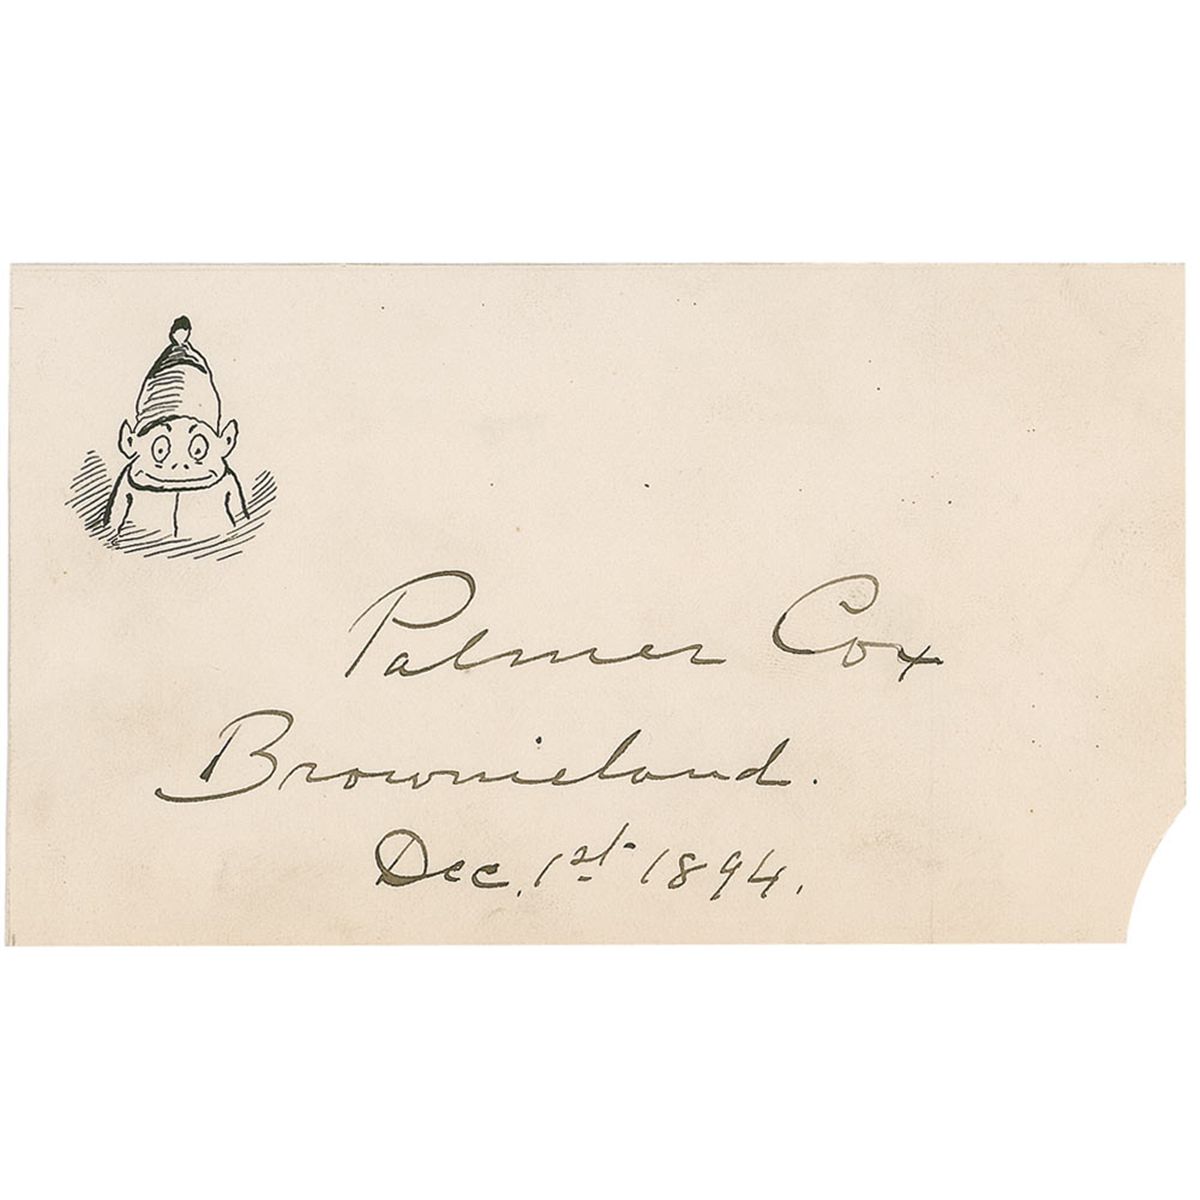 Palmer Cox
Brownieland.
Dec. 1st 1894.